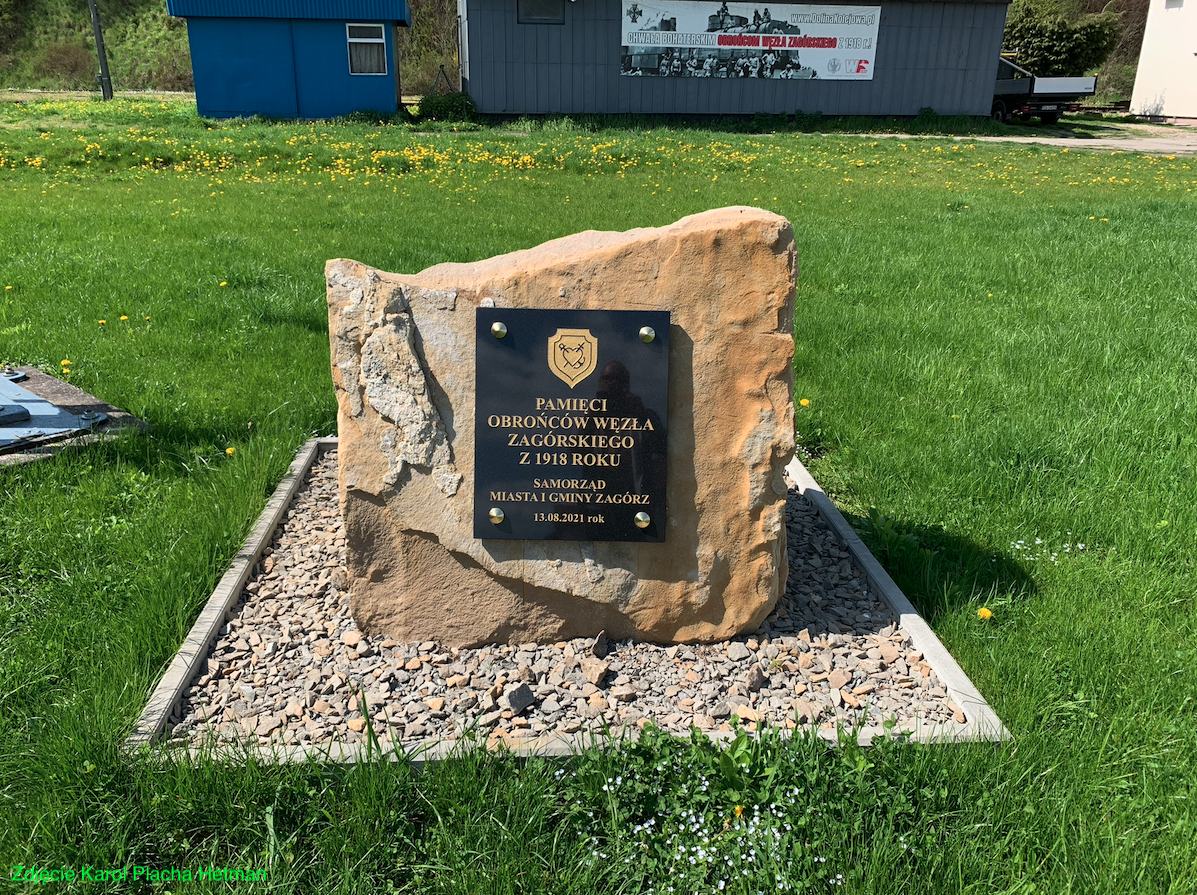 www.DolinaKolejowa.pl
CHWAŁA BOHATERSKIM OBROŃCOM WĘZŁA ZAGÓRSKIEGO Z 1918 r.!
PAMIĘCI
OBROŃCÓW WĘZŁA
ZAGÓRSKIEGO
Z 1918 ROKU
SAMORZĄD
MIASTA I GMINY ZAGÓRZ
13.08.2021 rok
Zdjęcie Karol Placha Hetman